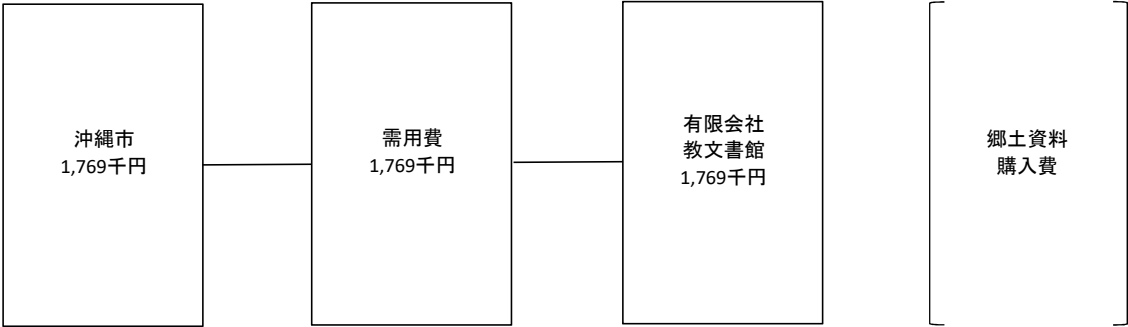 沖縄市
1,769千円
需用費
1,769千円
有限会社
教文書館
1,769千円
郷土資料
購入費